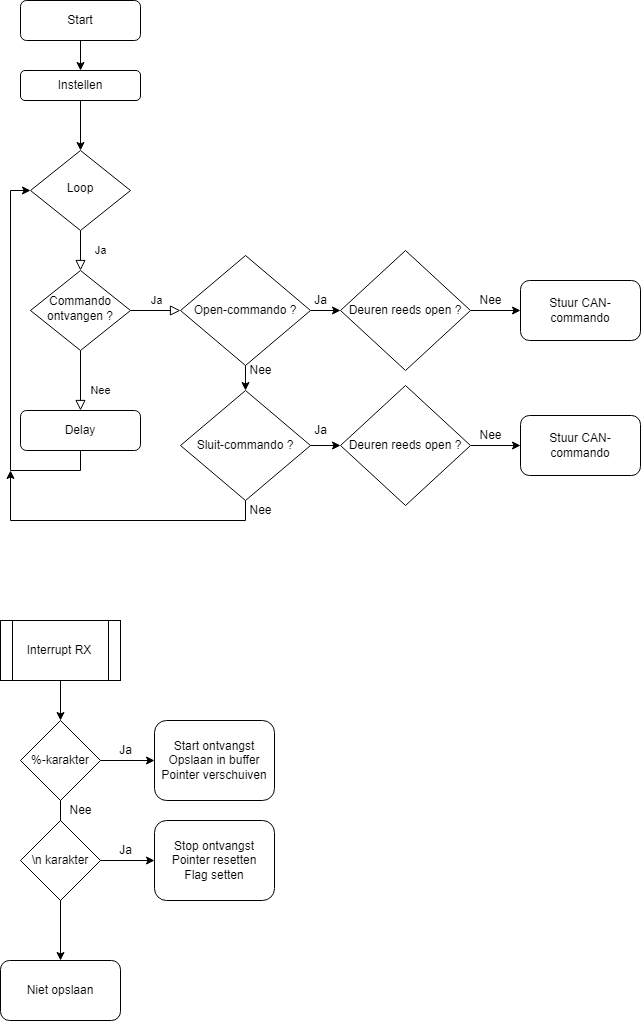 Start
Instellen
Loop
Ja
Commando
ontvangen ?
Ja
Open-commando ?
Ja
Deuren reeds open ?
Nee
Stuur CAN-
commando
Nee
Nee
Delay
Sluit-commando ?
Ja
Deuren reeds open ?
Nee
Stuur CAN-
commando
Nee
Interrupt RX
%-karakter
Ja
Start ontvangst
Opslaan in buffer
Pointer verschuiven
Nee
\n karakter
Ja
Stop ontvangst
Pointer resetten
Flag setten
Niet opslaan